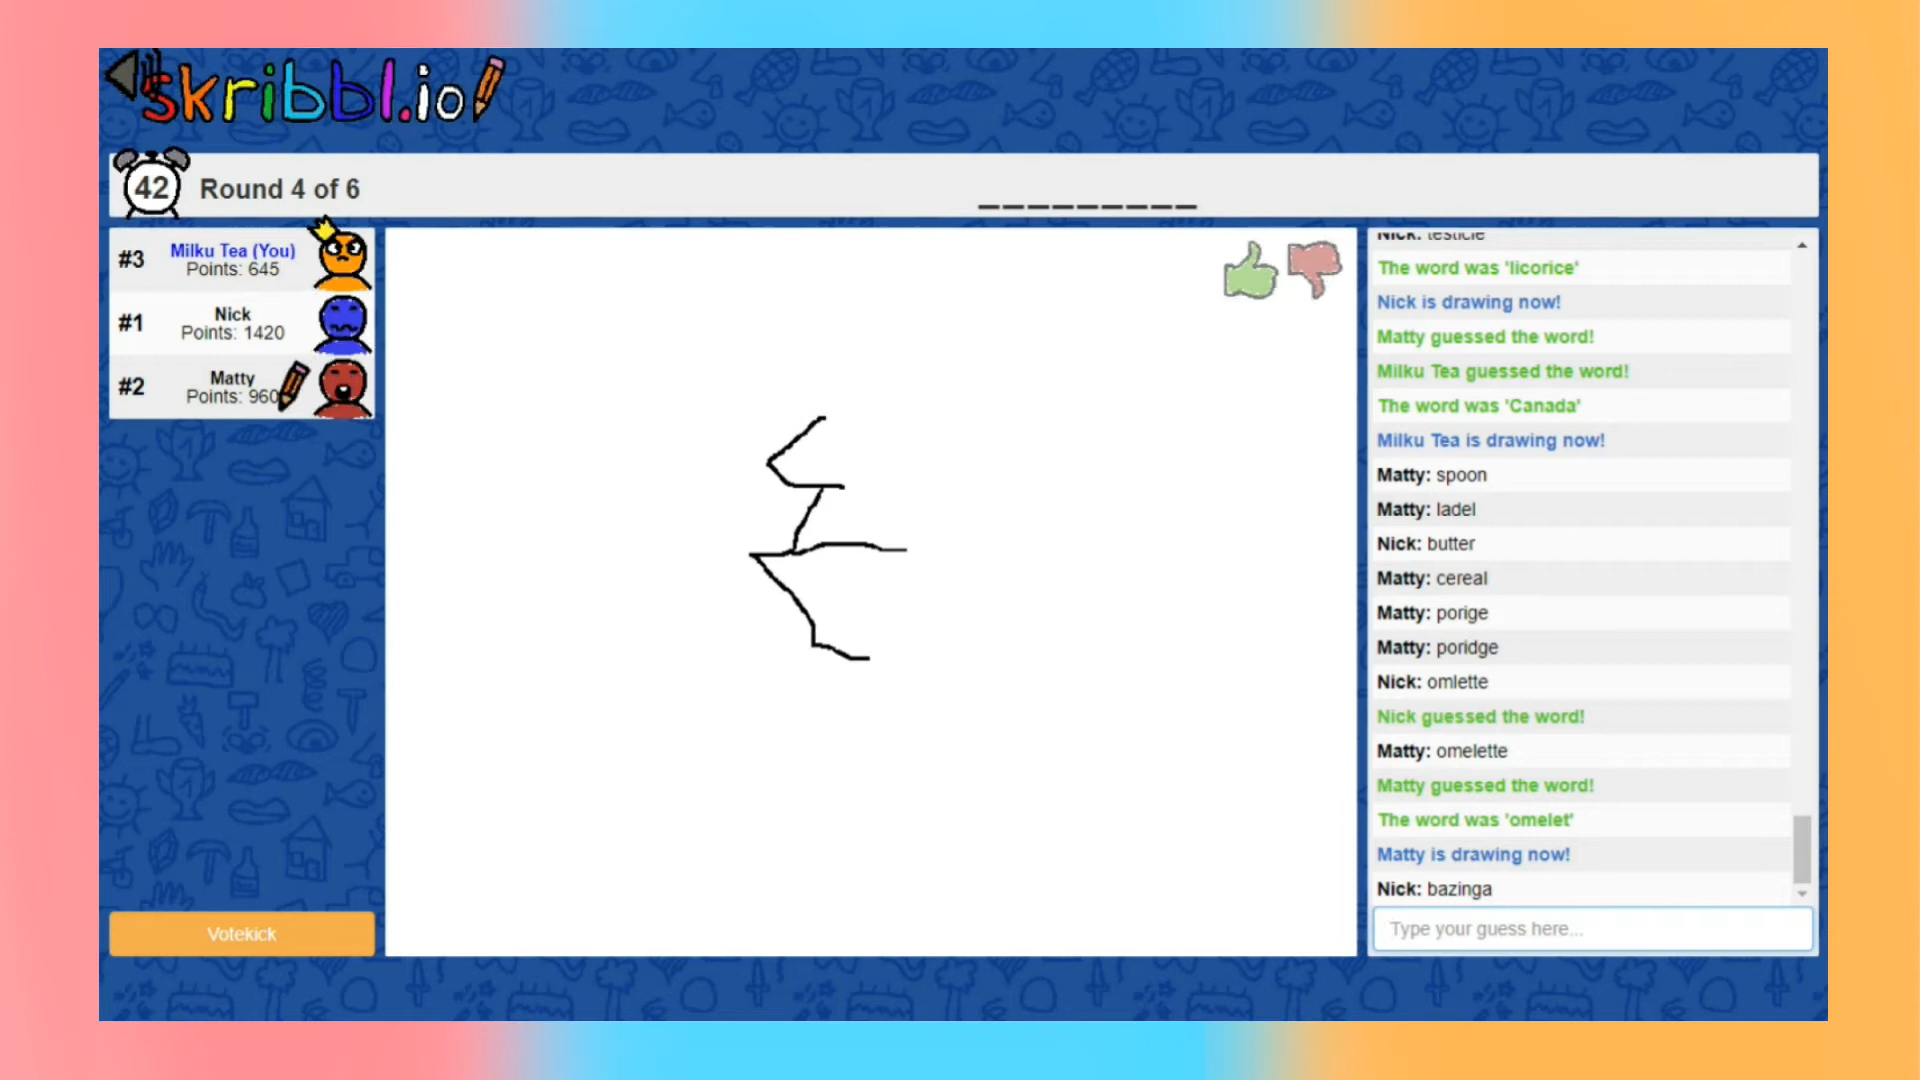 skribbl.io
42
Round 4 of 6
_________
#3
Milku Tea (You)
Points: 645
#1
Nick
Points: 1420
#2
Matty
Points: 960
Votekick
Nick: testicle
The word was 'licorice'
Nick is drawing now!
Matty guessed the word!
Milku Tea guessed the word!
The word was 'Canada'
Milku Tea is drawing now!
Matty: spoon
Matty: ladel
Nick: butter
Matty: cereal
Matty: porige
Matty: poridge
Nick: omlette
Nick guessed the word!
Matty: omelette
Matty guessed the word!
The word was 'omelet'
Matty is drawing now!
Nick: bazinga
Type your guess here...